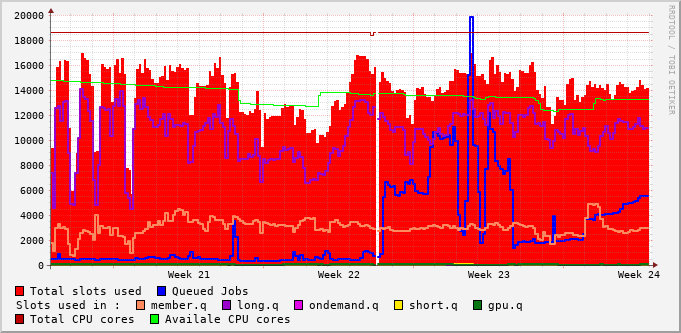 20000
18000
16000
14000
12000
10000
8000
6000
4000
2000
0
Week 21 Week 22 Week 23 Week 24
Total slots used Queued Jobs
Slots used in : member.q long.q ondemand.q short.q gpu.q
Total CPU cores Availale CPU cores
RRDTOOL / TOBI OETIKER